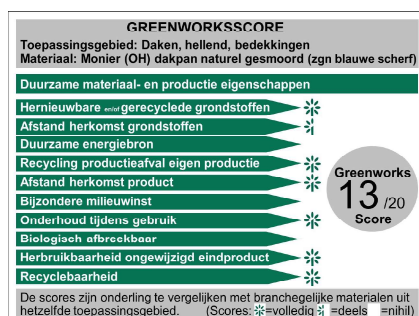 GREENWORKSSCORE
Toepassingsgebied: Daken, hellend, bedekkingen
Materiaal: Monier (OH) dakpan naturel gesmoord (zgn blauwe scherf)
Duurzame materiaal- en productie eigenschappen
Hernieuwbare en/of gerecyclede grondstoffen
Afstand herkomst grondstoffen
Duurzame energiebron
Recycling productieafval eigen productie
Afstand herkomst product
Bijzondere milieuwinst
Onderhoud tijdens gebruik
Biologisch afbreekbaar
Herbruikbaarheid ongewijzigd eindproduct
Recyclebaarheid
Greenworks
13 /20
Score
De scores zijn onderling te vergelijken met branchegelijke materialen uit
hetzelfde toepassingsgebied. (Scores: =volledig =deels =nihil)